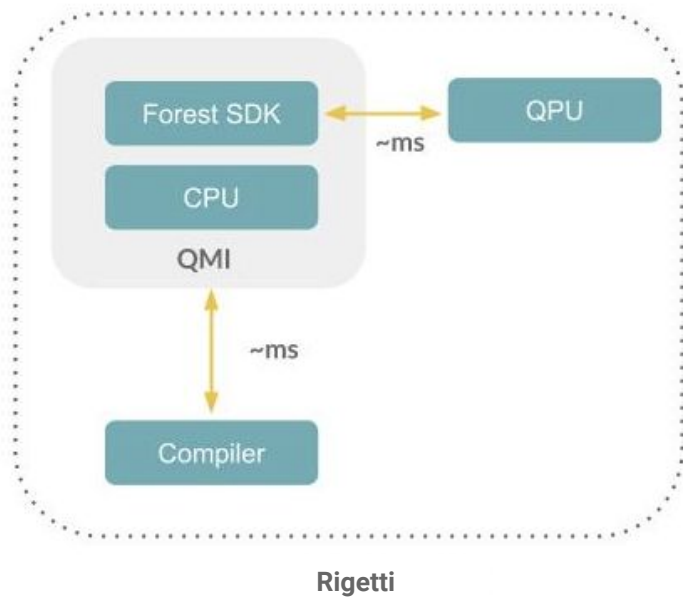 Forest SDK
QPU
~ms
CPU
QMI
~ms
Compiler
Rigetti